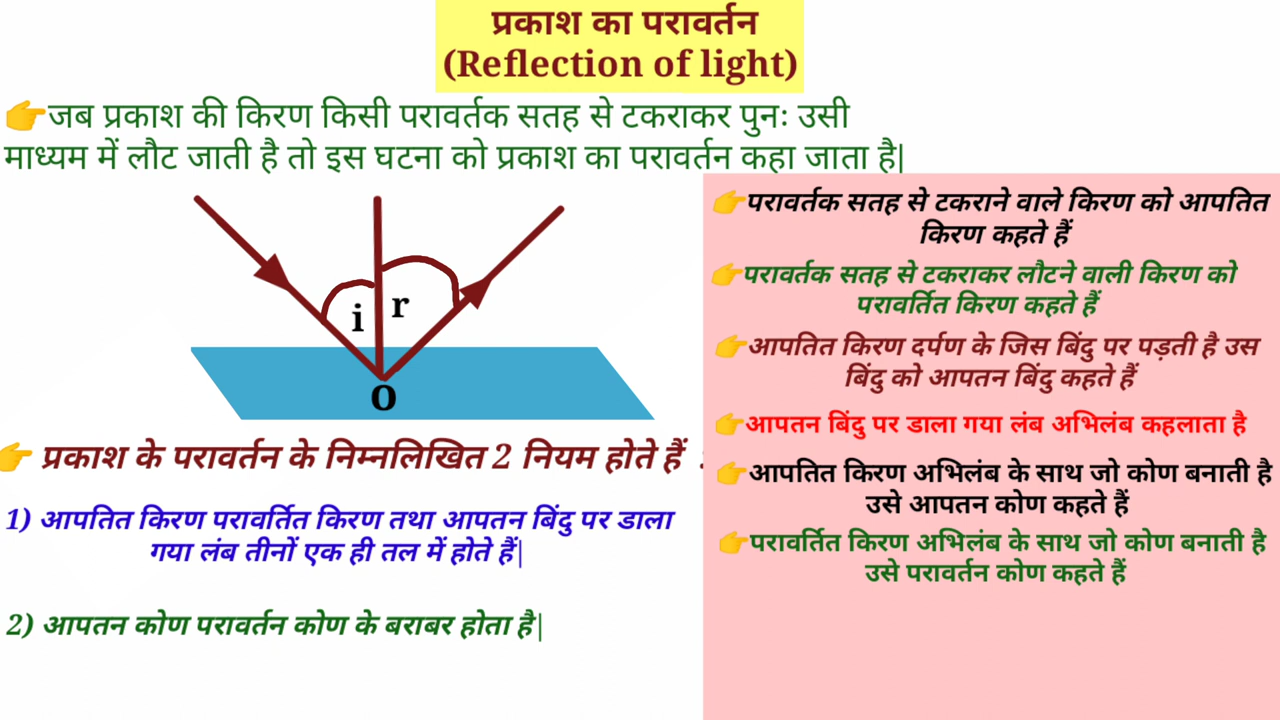 प्रकाश का परावर्तन
(Reflection of light)
👉जब प्रकाश की किरण किसी परावर्तक सतह से टकराकर पुनः उसी
माध्यम में लौट जाती है तो इस घटना को प्रकाश का परावर्तन कहा जाता है|
i
r
O
👉 प्रकाश के परावर्तन के निम्नलिखित 2 नियम होते हैं :
1) आपतित किरण परावर्तित किरण तथा आपतन बिंदु पर डाला
गया लंब तीनों एक ही तल में होते हैं|
2) आपतन कोण परावर्तन कोण के बराबर होता है|
👉परावर्तक सतह से टकराने वाले किरण को आपतित
किरण कहते हैं
👉परावर्तक सतह से टकराकर लौटने वाली किरण को
परावर्तित किरण कहते हैं
👉आपतित किरण दर्पण के जिस बिंदु पर पड़ती है उस
बिंदु को आपतन बिंदु कहते हैं
👉आपतन बिंदु पर डाला गया लंब अभिलंब कहलाता है
👉आपतित किरण अभिलंब के साथ जो कोण बनाती है
उसे आपतन कोण कहते हैं
👉परावर्तित किरण अभिलंब के साथ जो कोण बनाती है
उसे परावर्तन कोण कहते हैं